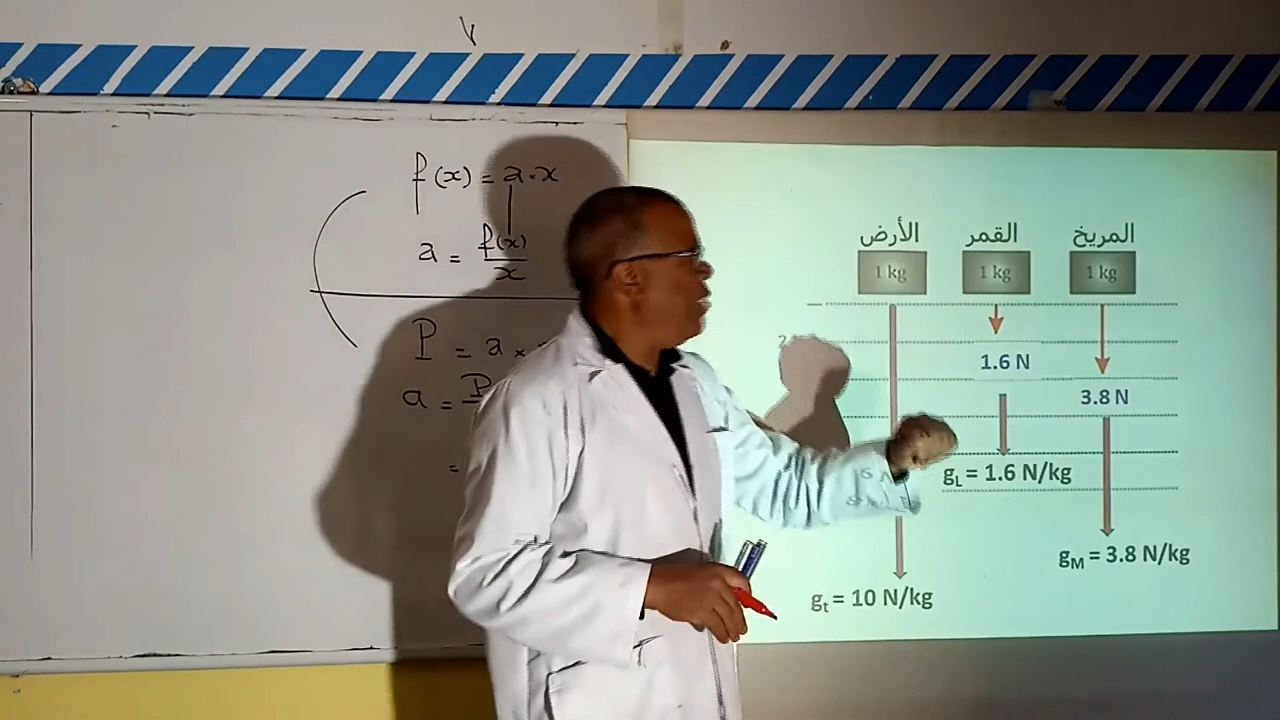 f(x) = a.x
a = f(x)/x
P = a ×
a = P
=
الأرض القمر المريخ
1 kg 1 kg 1 kg
1.6 N
3.8 N
gL = 1.6 N/kg
gM = 3.8 N/kg
gt = 10 N/kg